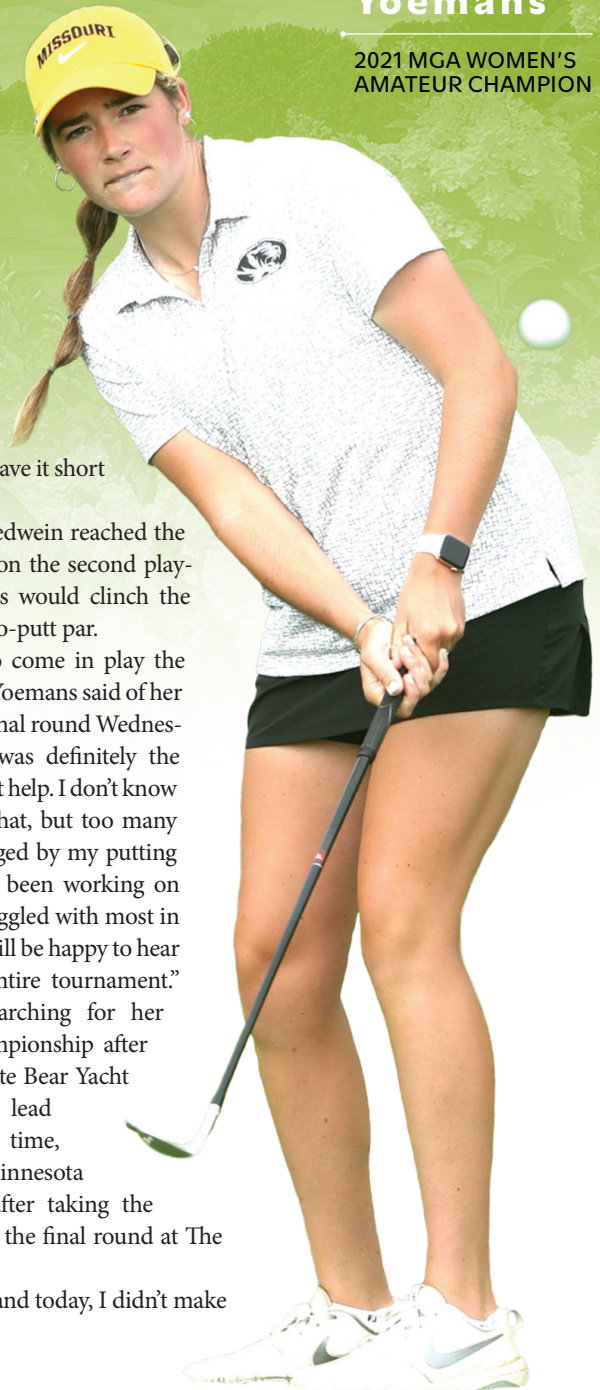 Yoemans
2021 MGA WOMEN'S
AMATEUR CHAMPION
MISSOURI
ave it short
edwein reached the
on the second play-
s would clinch the
o-putt par.
o come in play the
Yoemans said of her
nal round Wednes-
was definitely the
t help. I don't know
hat, but too many
ged by my putting
been working on
ggled with most in
ill be happy to hear
ntire tournament."
arching for her
npionship after
te Bear Yacht
lead
time,
innesota
after taking the
the final round at The
and today, I didn't make